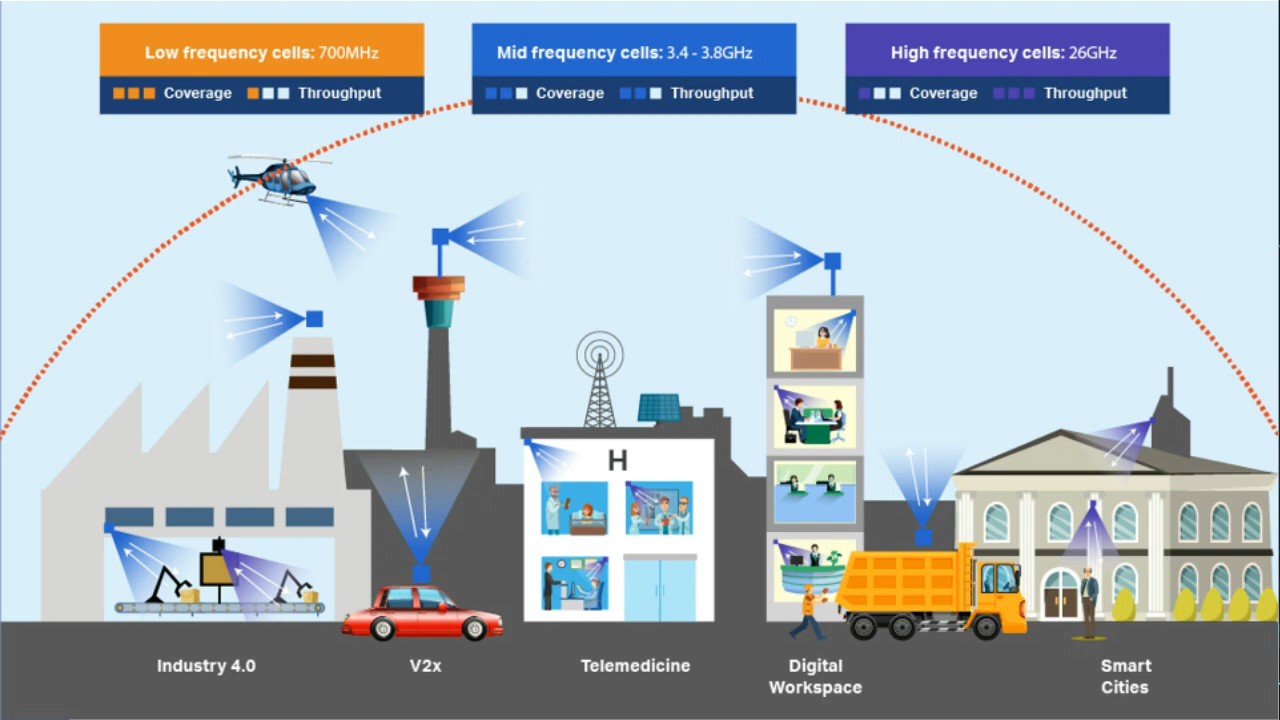 Low frequency cells: 700MHz
Coverage Throughput
Mid frequency cells: 3.4 - 3.8GHz
Coverage Throughput
High frequency cells: 26GHz
Coverage Throughput
H
Industry 4.0
V2x
Telemedicine
Digital
Workspace
Smart
Cities